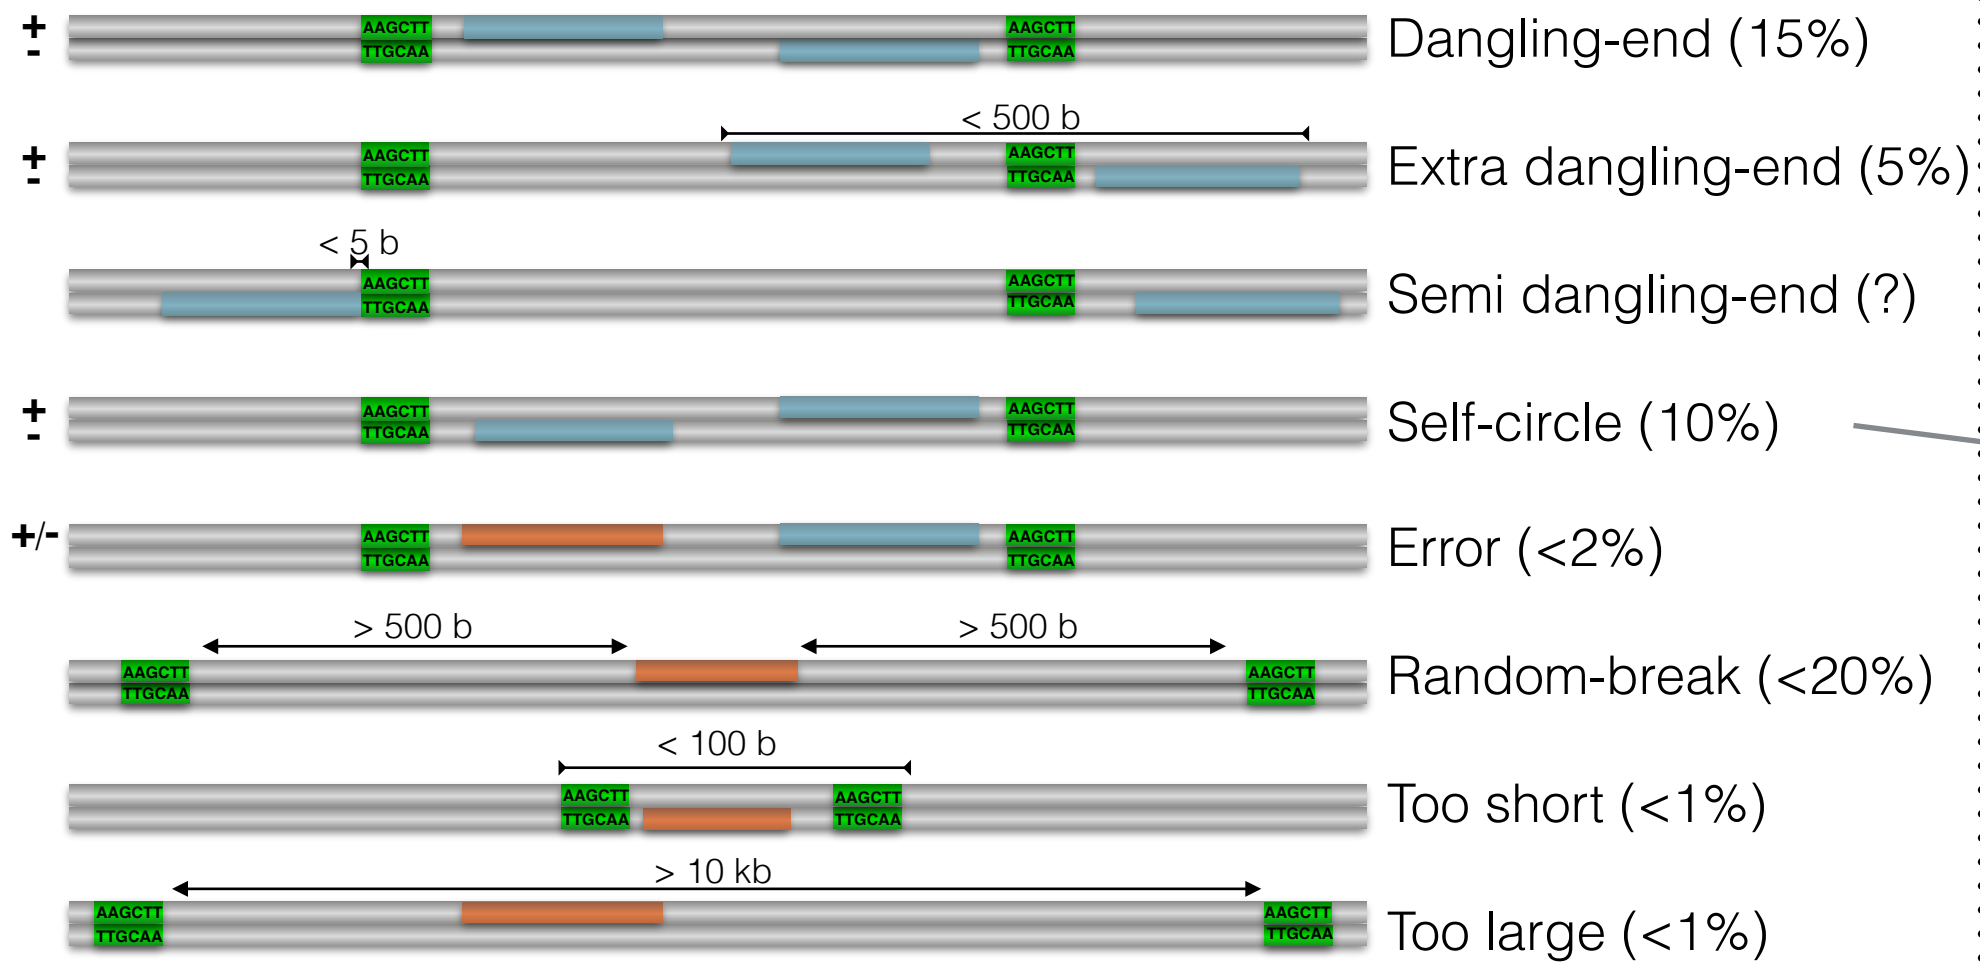 + AAGCTT AAGCTT Dangling-end (15%)
- TTGCAA TTGCAA
< 500 b
+ AAGCTT AAGCTT Extra dangling-end (5%)
- TTGCAA TTGCAA
< 5 b
AAGCTT AAGCTT Semi dangling-end (?)
TTGCAA TTGCAA
+ AAGCTT AAGCTT Self-circle (10%)
- TTGCAA TTGCAA
+/- AAGCTT AAGCTT Error (<2%)
TTGCAA TTGCAA
> 500 b > 500 b
AAGCTT AAGCTT Random-break (<20%)
TTGCAA TTGCAA
< 100 b
AAGCTT AAGCTT Too short (<1%)
TTGCAA TTGCAA
> 10 kb
AAGCTT AAGCTT Too large (<1%)
TTGCAA TTGCAA